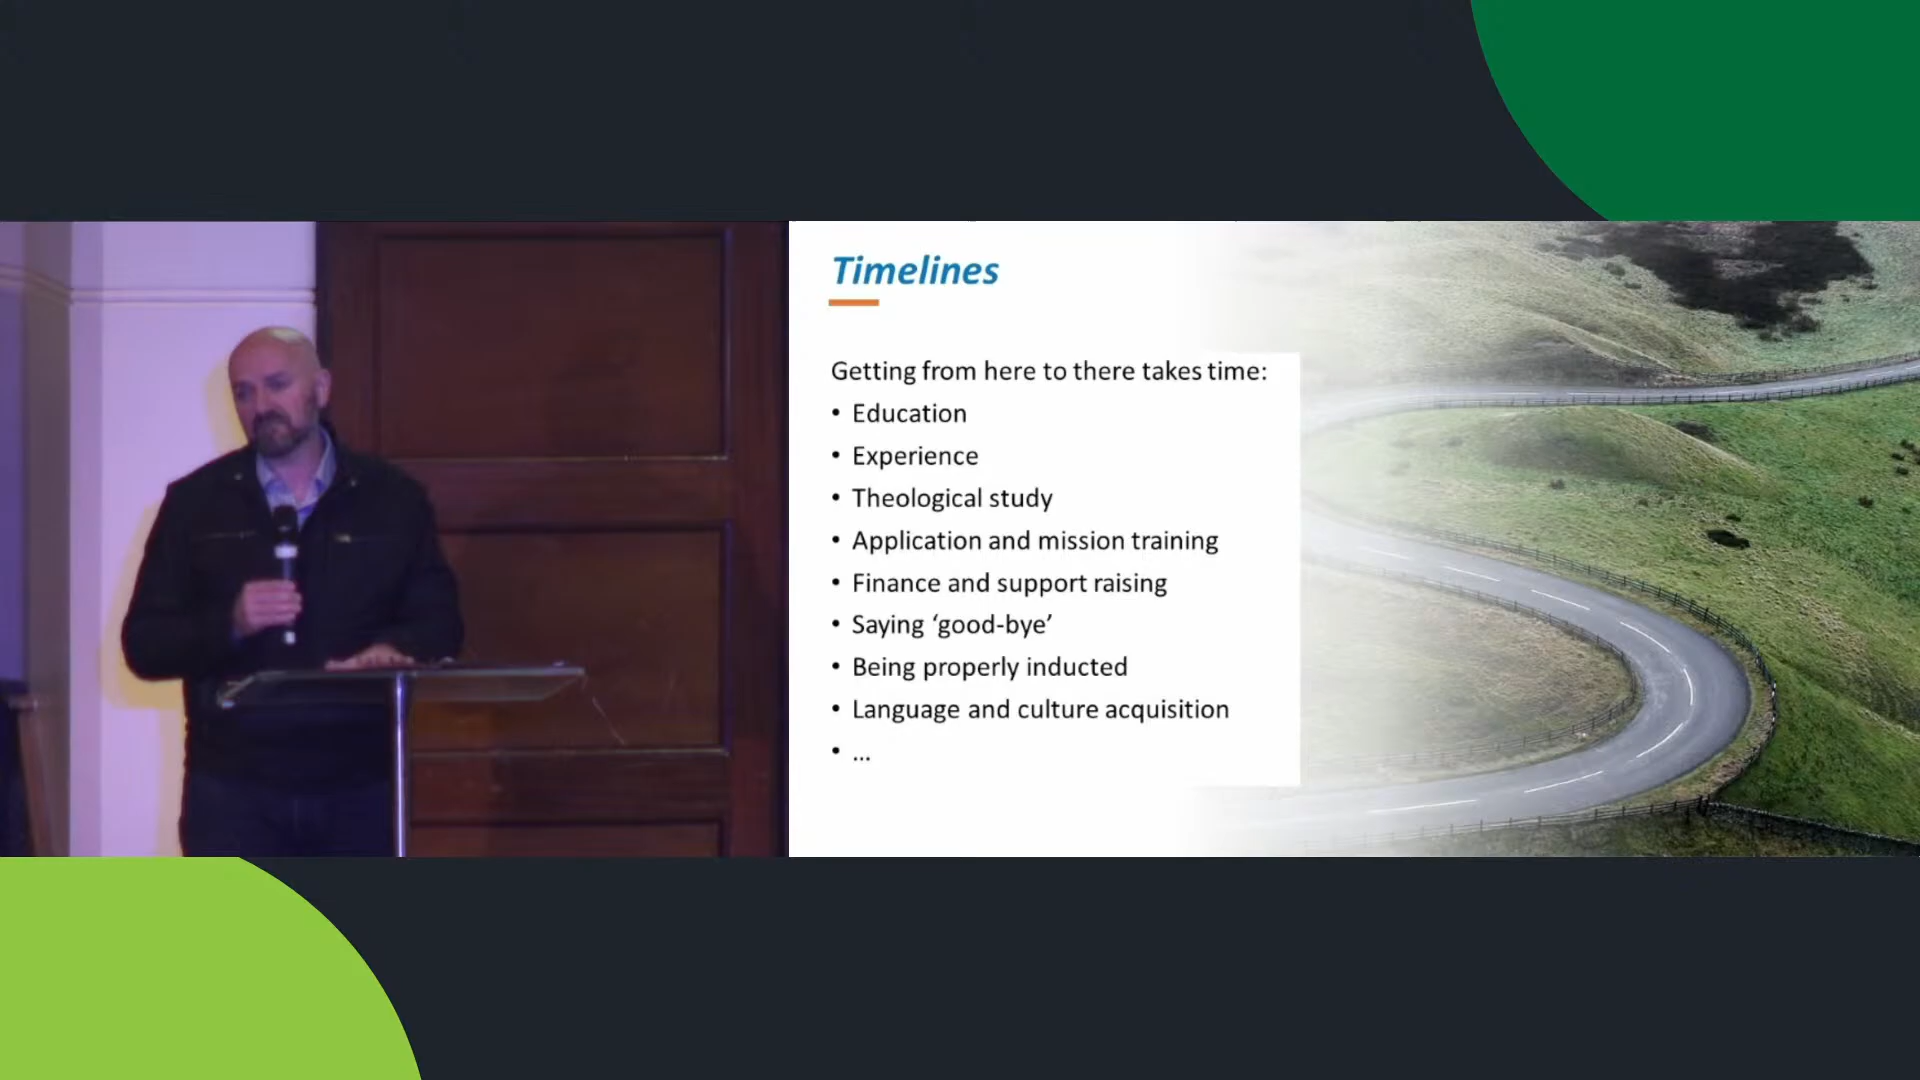 Timelines
Getting from here to there takes time:
• Education
• Experience
• Theological study
• Application and mission training
• Finance and support raising
• Saying ‘good-bye’
• Being properly inducted
• Language and culture acquisition
• ...